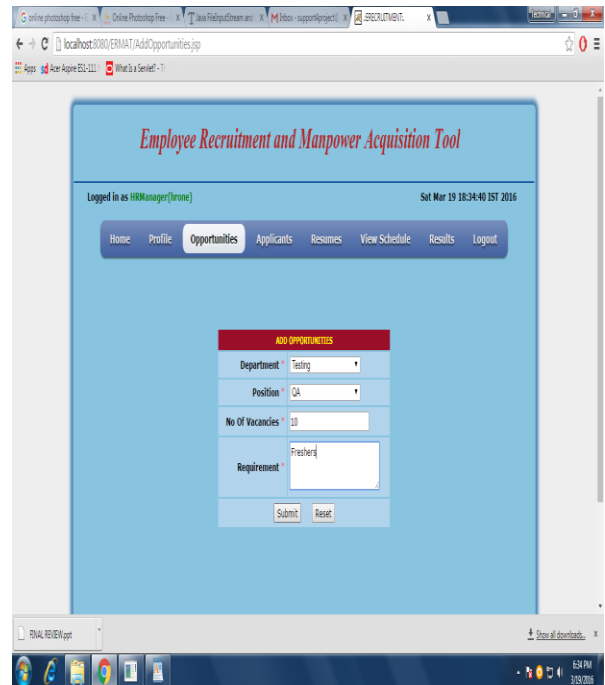 online photoshop free - G
Online Photoshop Free -
Java FileInputStream and
Inbox - support4project@
:ERECRUITMENT:
Technical
localhost:8080/ERMAT/AddOpportunities.jsp
Apps
Acer Aspire ES1-111
What Is a Servlet? - Th
Employee Recruitment and Manpower Acquisition Tool
Logged in as HRManager(hrone)
Sat Mar 19 18:34:40 IST 2016
Home Profile Opportunities Applicants Resumes View Schedule Results Logout
ADD OPPORTUNITIES
Department * Testing
Position * QA
No Of Vacancies * 10
Requirement * Freshers
Submit Reset
FINAL REVIEW.ppt
Show all downloads...
6:34 PM
3/19/2016